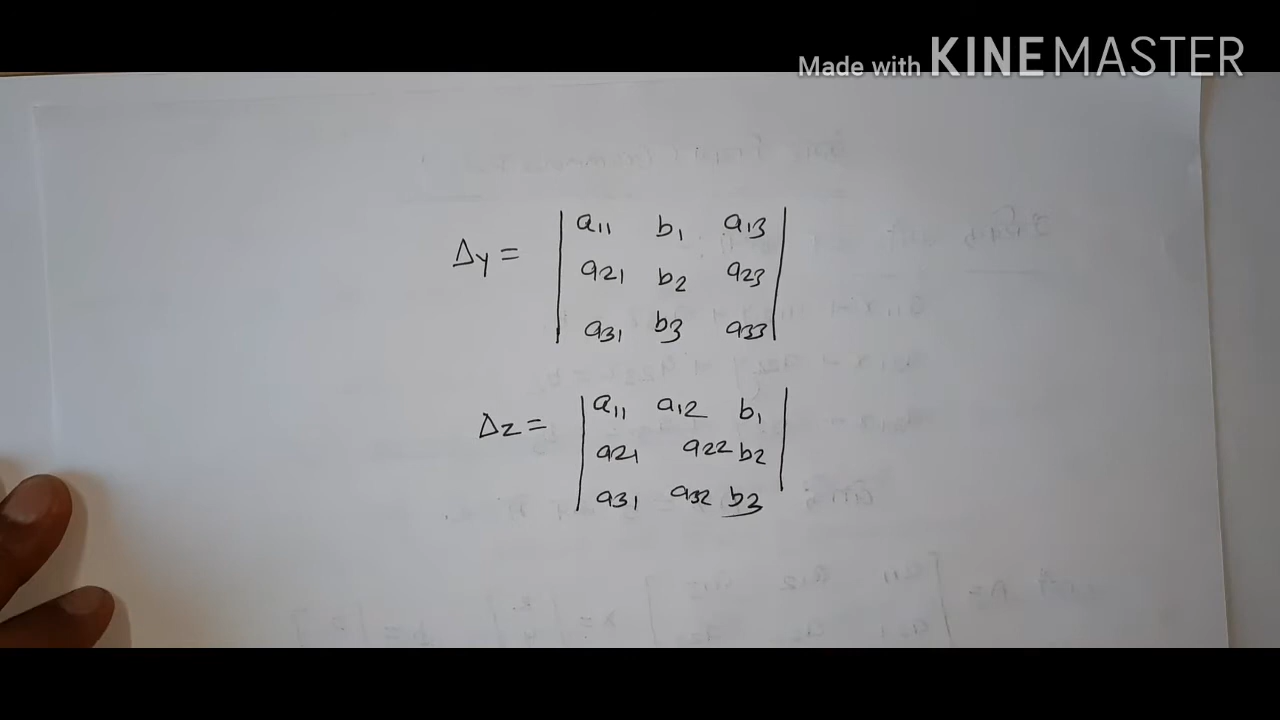 Made with KINEMASTER
a11 b1 a13
Δy = a21 b2 a23
a31 b3 a33
a11 a12 b1
Δz = a21 a22 b2
a31 a32 b3